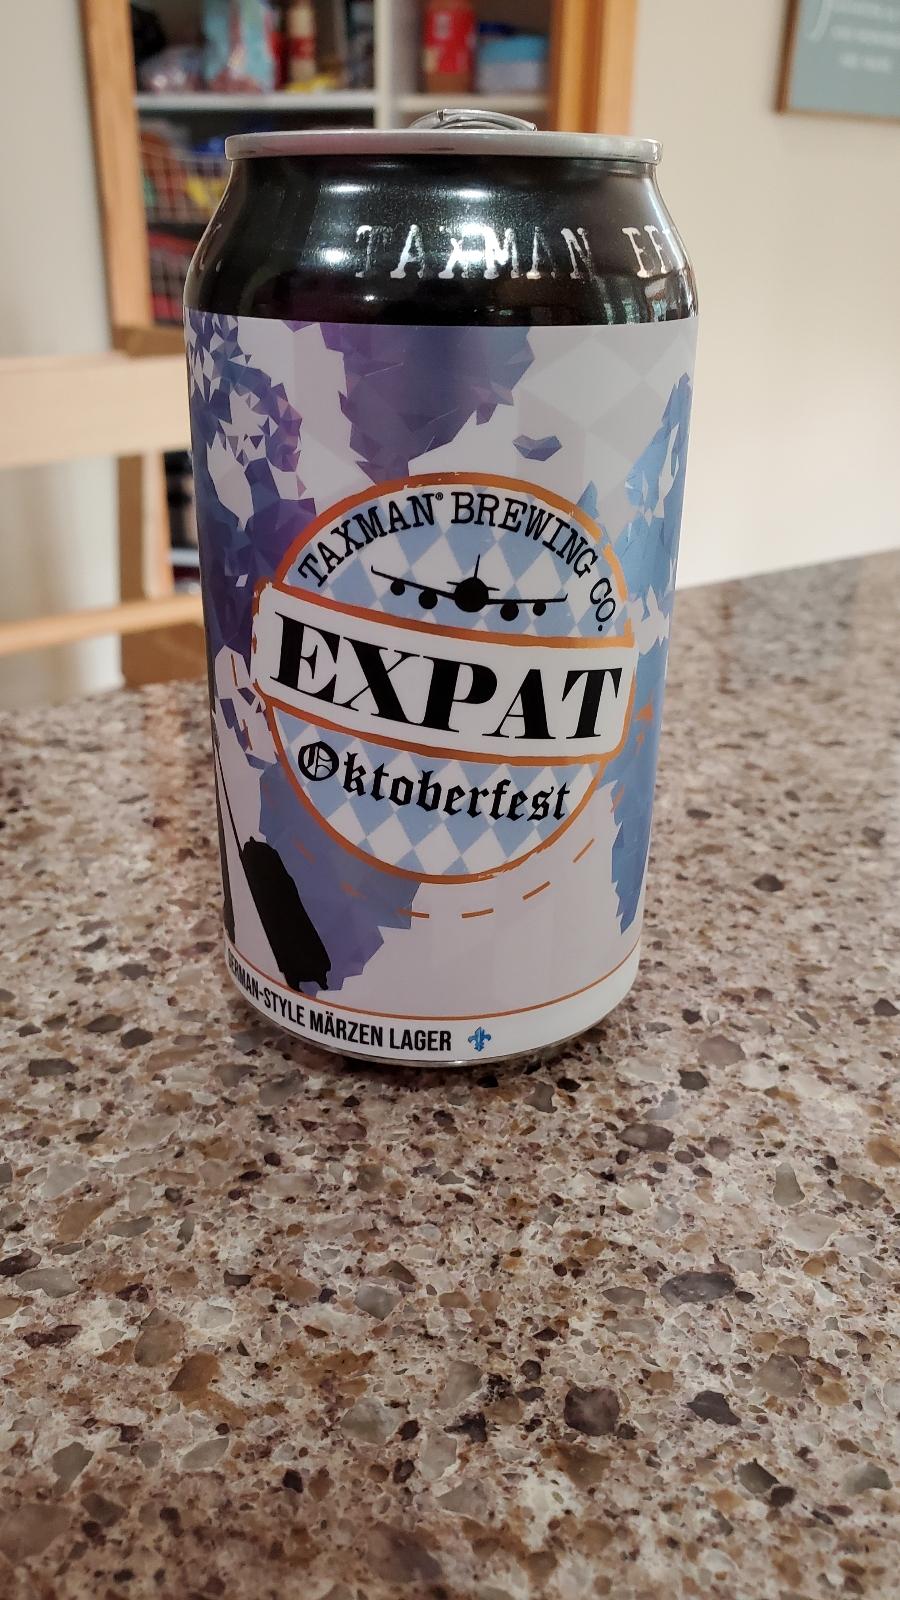 TAXMAN
TAXMAN® BREWING CO.
EXPAT
Oktoberfest
GERMAN-STYLE MÄRZEN LAGER